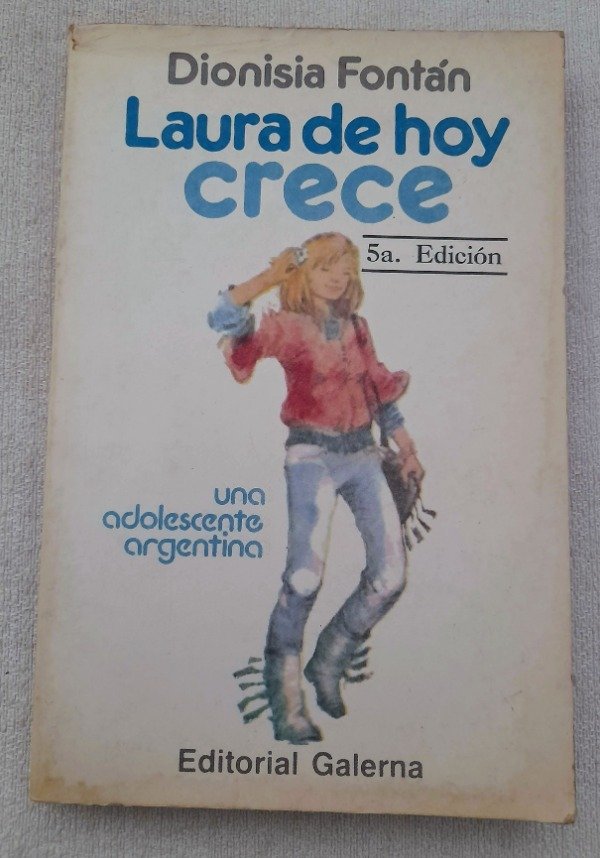 Dionisia Fontán
Laura de hoy
crece
5a. Edición
una
adolescente
argentina
Editorial Galerna